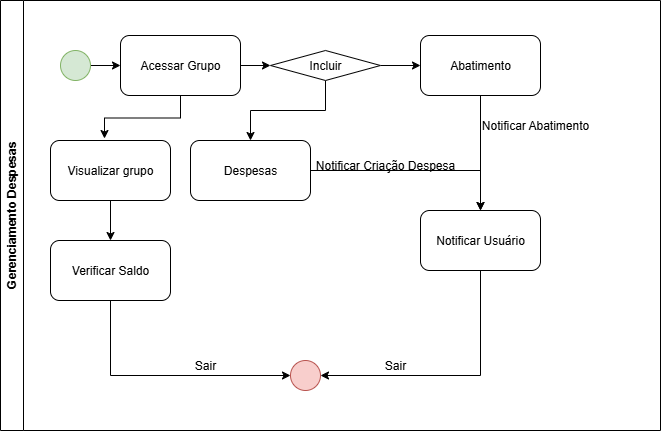 Gerenciamento Despesas
Acessar Grupo
Incluir
Abatimento
Notificar Abatimento
Visualizar grupo
Despesas
Notificar Criação Despesa
Verificar Saldo
Notificar Usuário
Sair
Sair